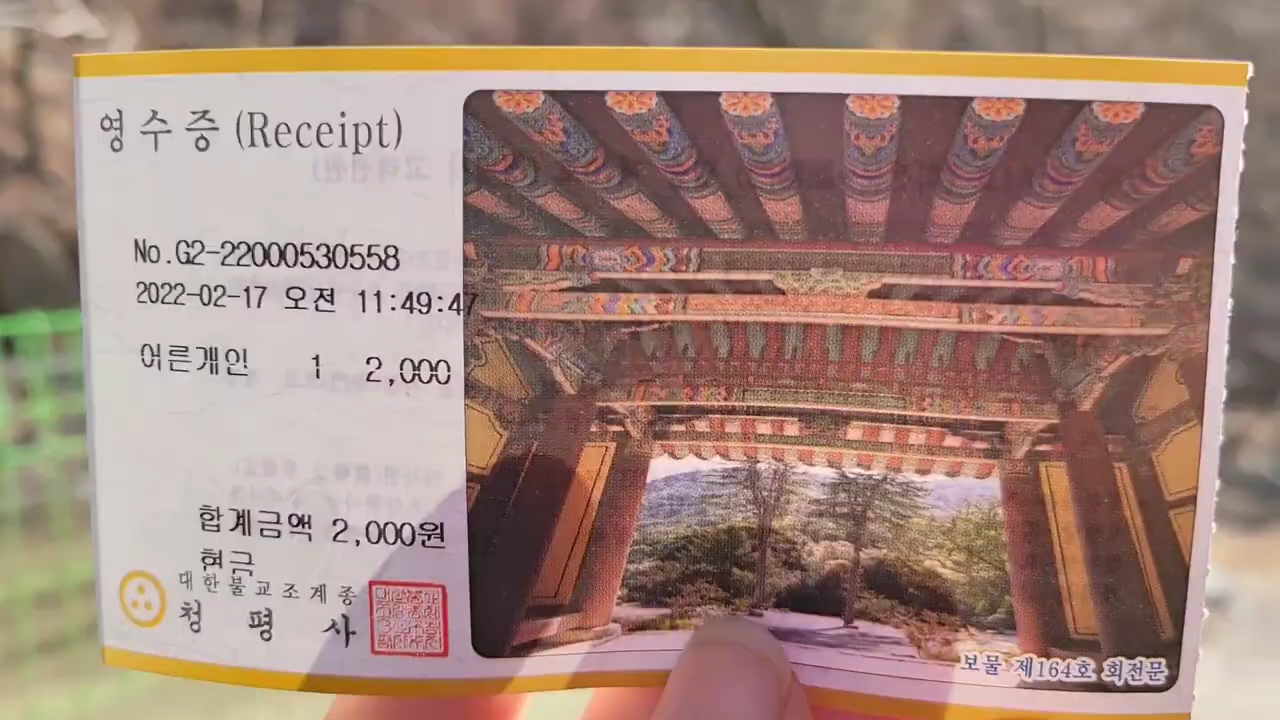 영수증 (Receipt)
No.G2-22000530558
2022-02-17 오전 11:49:47
어른개인 1 2,000
합계금액 2,000원
현금
대한불교조계종
청평사
보물 제164호 회전문